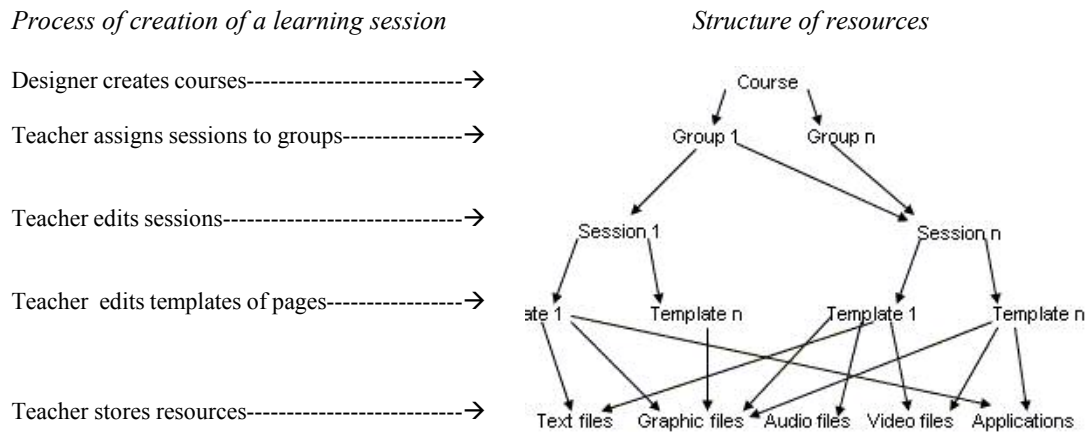 Process of creation of a learning session Structure of resources
Designer creates courses---------------------------→ Course
Teacher assigns sessions to groups---------------→ Group 1 Group n
Teacher edits sessions------------------------------→ Session 1 Session n
Teacher edits templates of pages-----------------→ ate 1 Template n Template 1 Template n
Teacher stores resources---------------------------→ Text files Graphic files Audio files Video files Applications